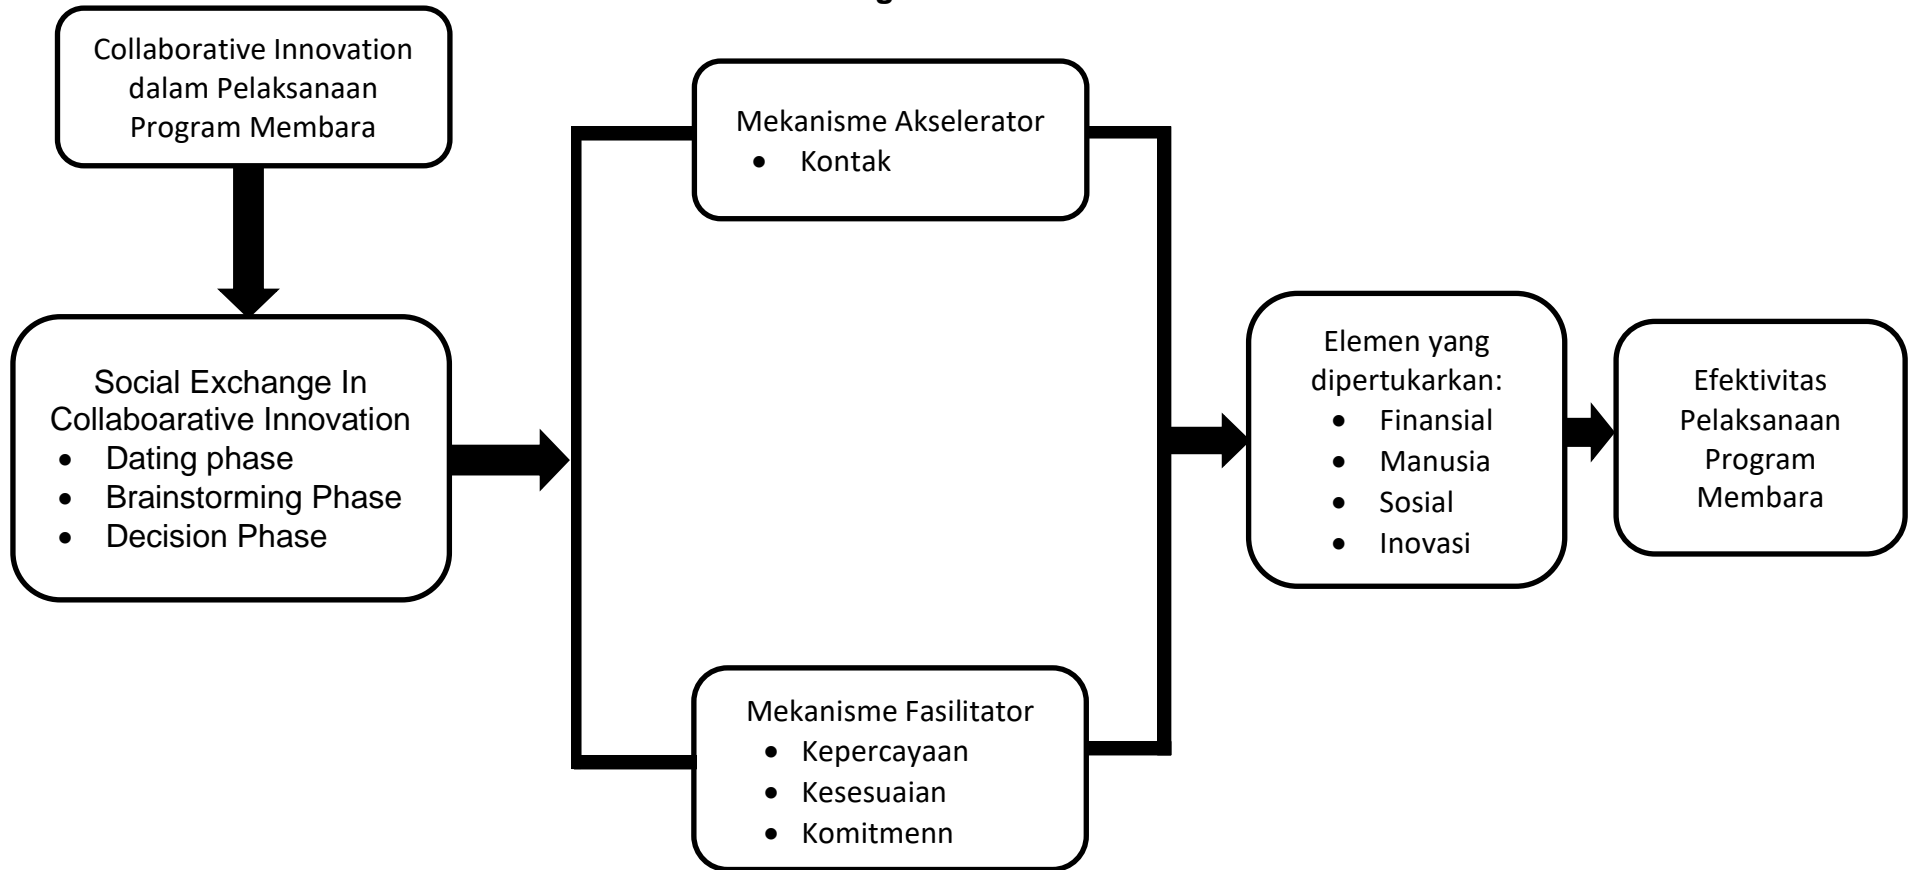 Collaborative Innovation
dalam Pelaksanaan
Program Membara
Social Exchange In
Collaboarative Innovation
• Dating phase
• Brainstorming Phase
• Decision Phase
Mekanisme Akselerator
• Kontak
Mekanisme Fasilitator
• Kepercayaan
• Kesesuaian
• Komitmenn
Elemen yang
dipertukarkan:
• Finansial
• Manusia
• Sosial
• Inovasi
Efektivitas
Pelaksanaan
Program
Membara